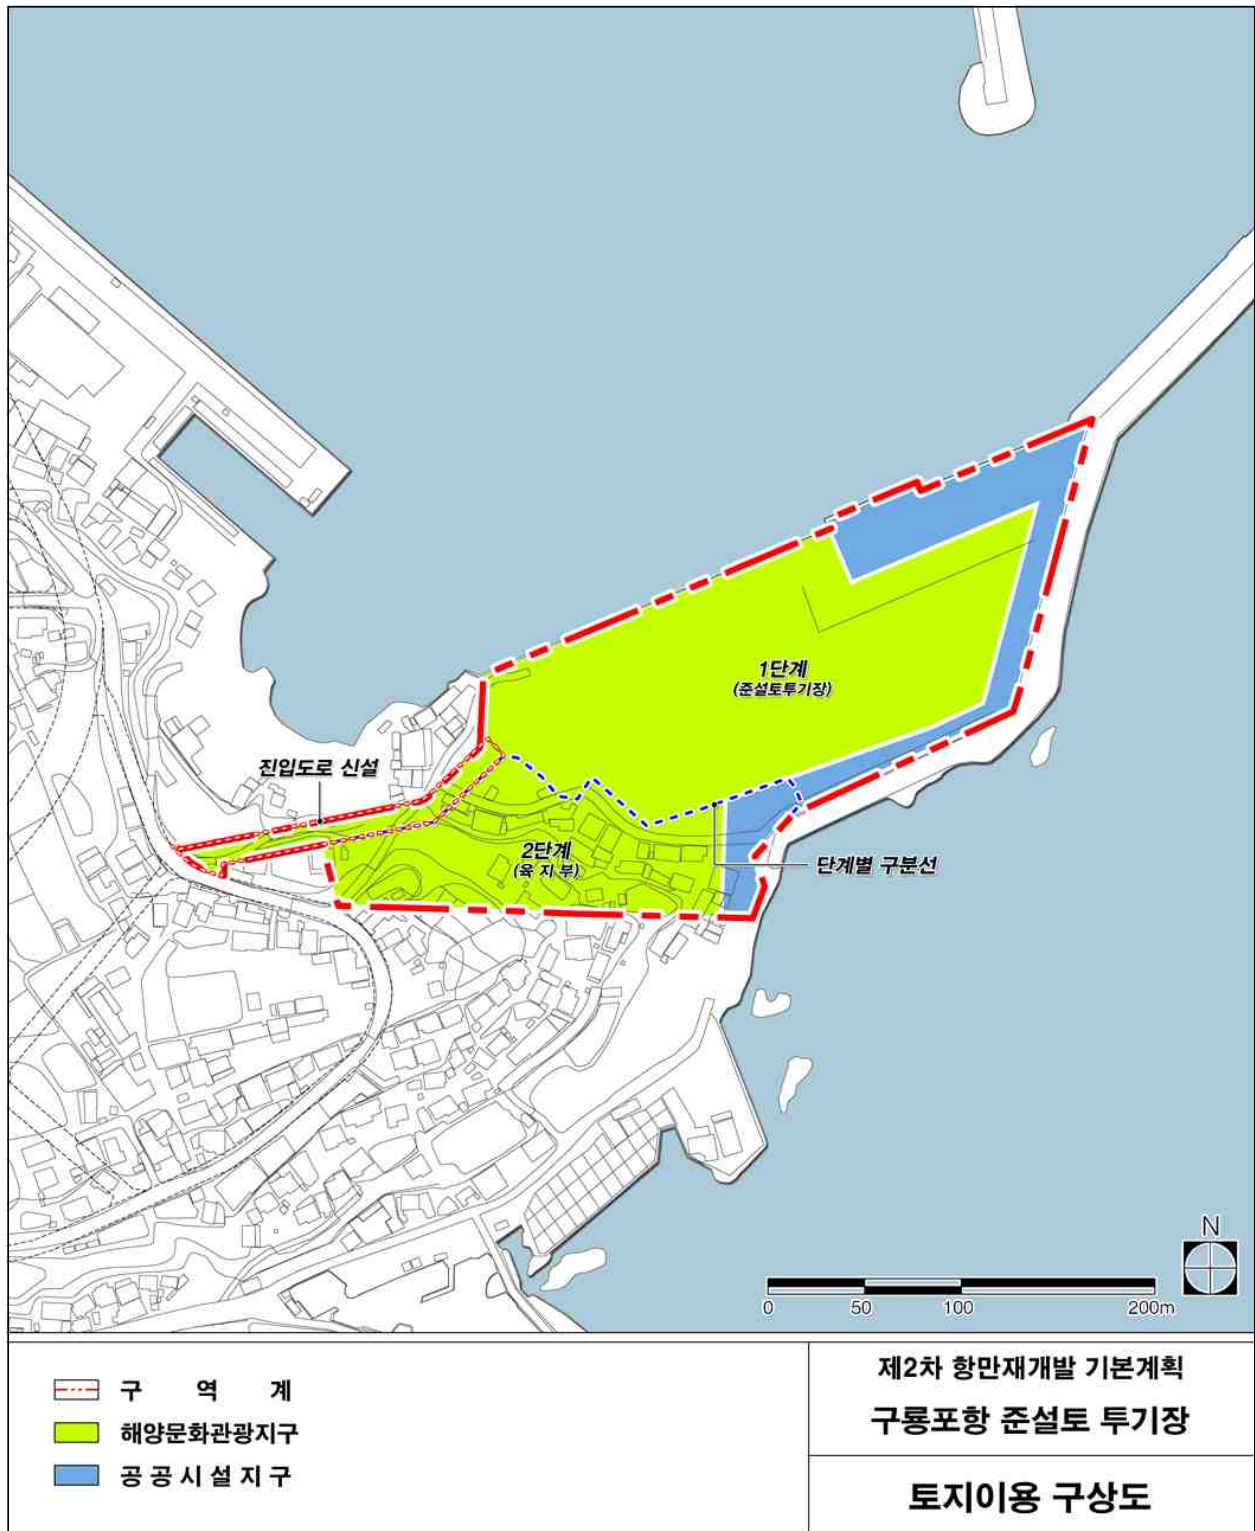 1단계
(준설토투기장)
진입도로 신설
2단계
(육 지 부)
단계별 구분선
N
0 50 100 200m
구 역 계
해양문화관광지구
공 공 시 설 지 구
제2차 항만재개발 기본계획
구룡포항 준설토 투기장
토지이용 구상도